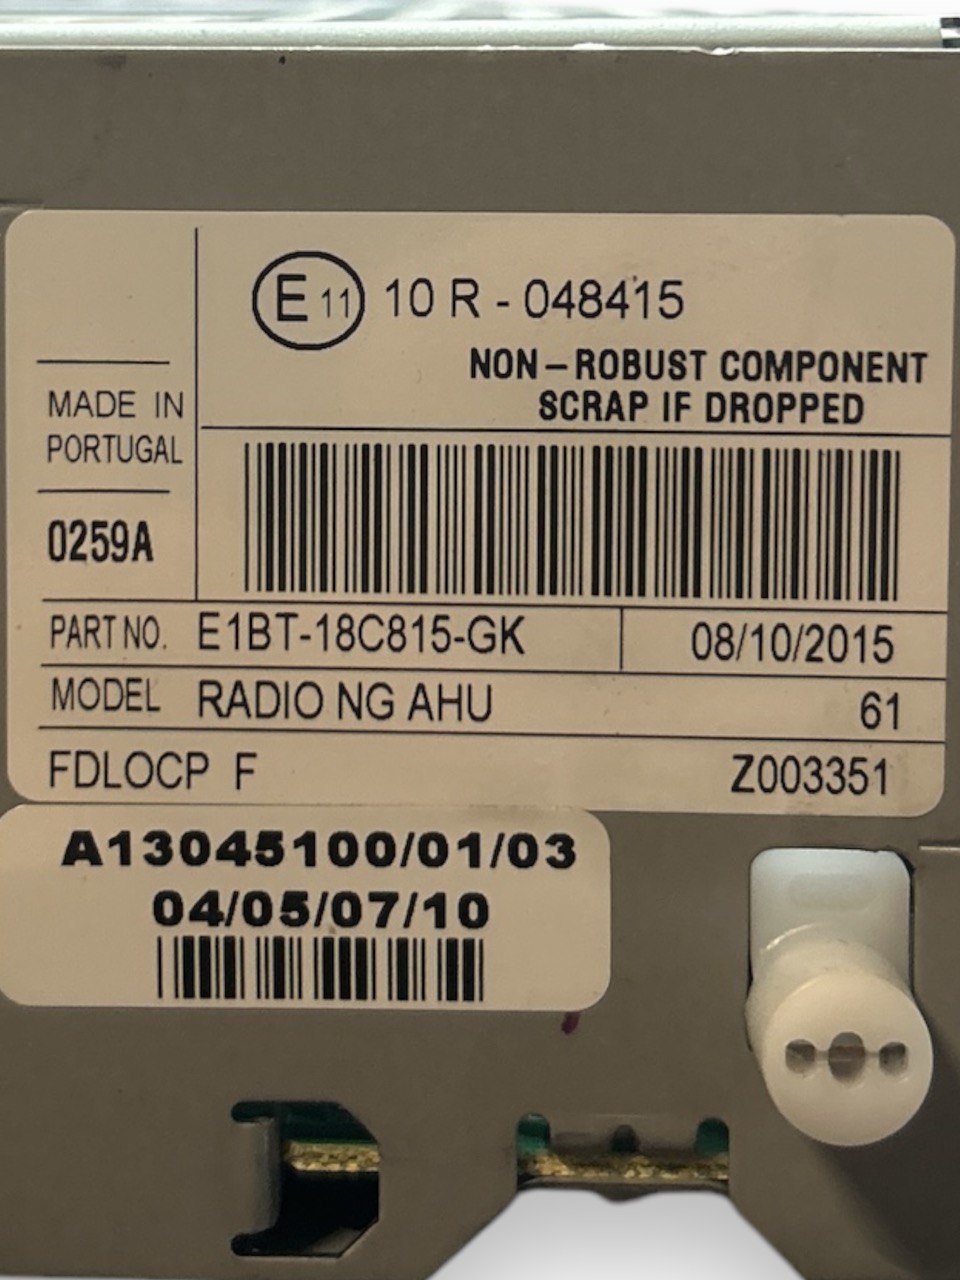 E 11 10 R - 048415
NON-ROBUST COMPONENT
SCRAP IF DROPPED
MADE IN
PORTUGAL
0259A
PART NO. E1BT-18C815-GK 08/10/2015
MODEL RADIO NG AHU 61
FDLOCP F Z003351
A13045100/01/03
04/05/07/10